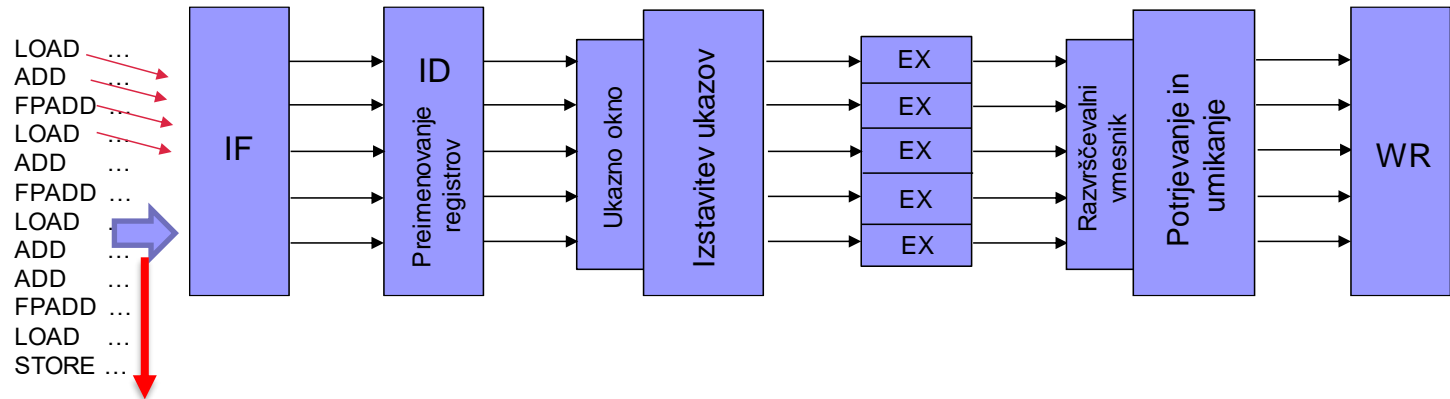 LOAD …
ADD …
FPADD …
LOAD …
ADD
FPADD …
LOAD …
ADD …
ADD …
FPADD …
LOAD …
STORE …
IF
ID
Preimenovanje
registrov
Ukazno okno
Izstavitev ukazov
EX
EX
EX
EX
EX
Razvrščevalni
vmesnik
Potrjevanje in
umikanje
WR